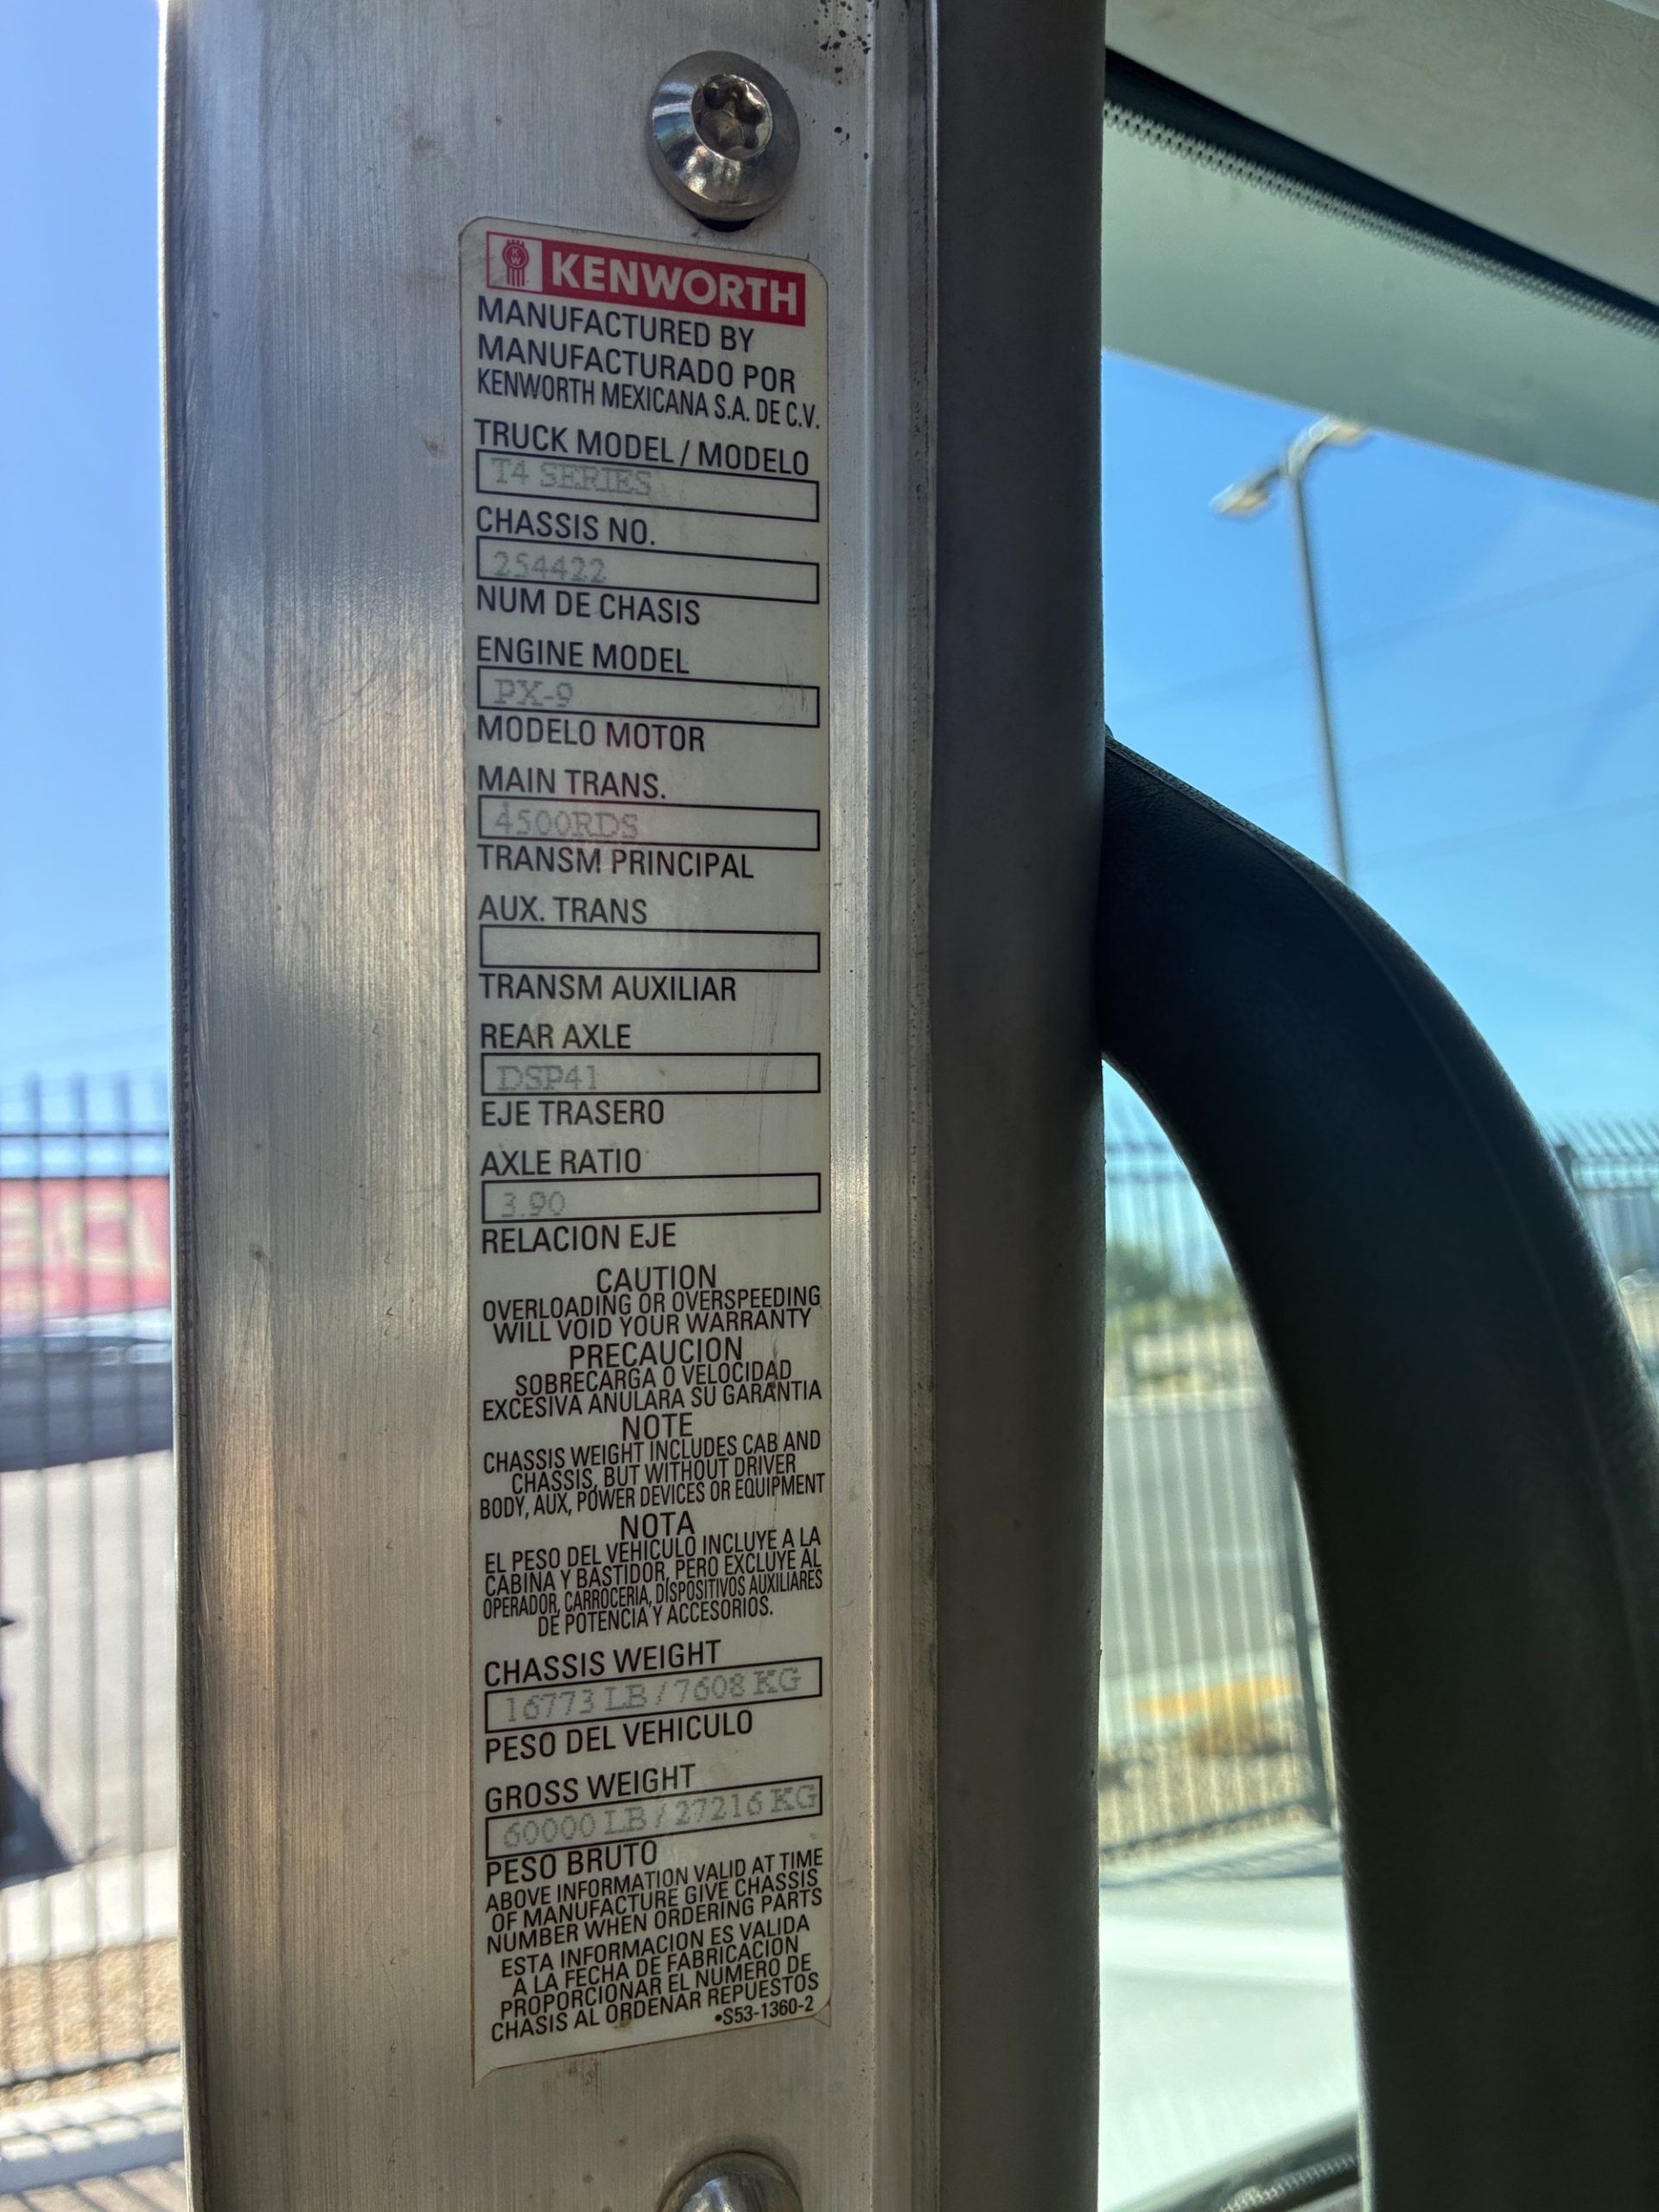 KENWORTH
MANUFACTURED BY
MANUFACTURADO POR
KENWORTH MEXICANA S.A. DE C.V.
TRUCK MODEL / MODELO
T4 SERIES
CHASSIS NO.
254422
NUM DE CHASIS
ENGINE MODEL
PX-9
MODELO MOTOR
MAIN TRANS.
4500RDS
TRANSM PRINCIPAL
AUX. TRANS
TRANSM AUXILIAR
REAR AXLE
DSP41
EJE TRASERO
AXLE RATIO
3.90
RELACION EJE
CAUTION
OVERLOADING OR OVERSPEEDING
WILL VOID YOUR WARRANTY
PRECAUCION
SOBRECARGA O VELOCIDAD
EXCESIVA ANULARA SU GARANTIA
NOTE
CHASSIS WEIGHT INCLUDES CAB AND
CHASSIS, BUT WITHOUT DRIVER
BODY, AUX, POWER DEVICES OR EQUIPMENT
NOTA
EL PESO DEL VEHICULO INCLUYE A LA
CABINA Y BASTIDOR, PERO EXCLUYE AL
OPERADOR, CARROCERIA, DISPOSITIVOS AUXILIARES
DE POTENCIA Y ACCESORIOS.
CHASSIS WEIGHT
16773 LB / 7608 KG
PESO DEL VEHICULO
GROSS WEIGHT
60000 LB / 27216 KG
PESO BRUTO
ABOVE INFORMATION VALID AT TIME
OF MANUFACTURE GIVE CHASSIS
NUMBER WHEN ORDERING PARTS
ESTA INFORMACION ES VALIDA
A LA FECHA DE FABRICACION
PROPORCIONAR EL NUMERO DE
CHASIS AL ORDENAR REPUESTOS
•S53-1360-2